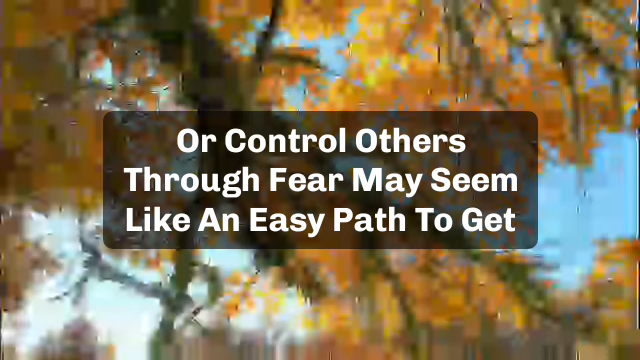 Or Control Others
Through Fear May Seem
Like An Easy Path To Get